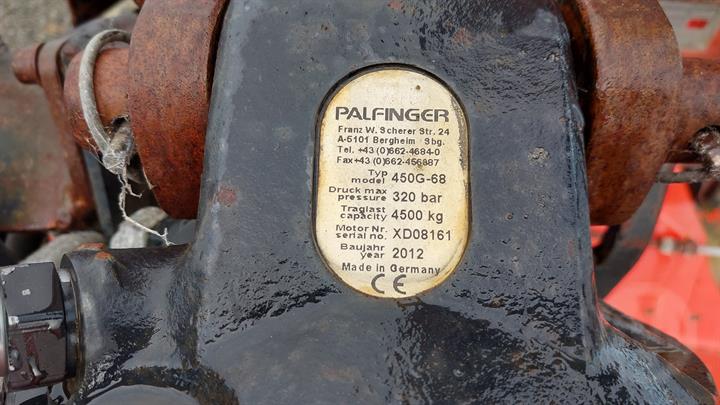 PALFINGER
Franz W. Scherer Str. 24
A-5101 Bergheim Sbg.
Tel. +43 (0)662-4684-0
Fax+43 (0)662-456887
Typ
model 450G-68
Druck max
pressure 320 bar
Traglast
capacity 4500 kg
Motor Nr.
serial no. XD08161
Baujahr
year 2012
Made in Germany
CE